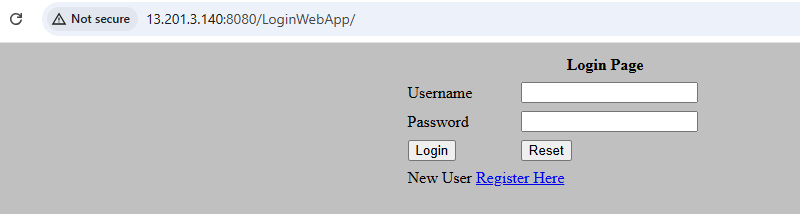 Not secure 13.201.3.140:8080/LoginWebApp/
Login Page
Username
Password
Login Reset
New User Register Here